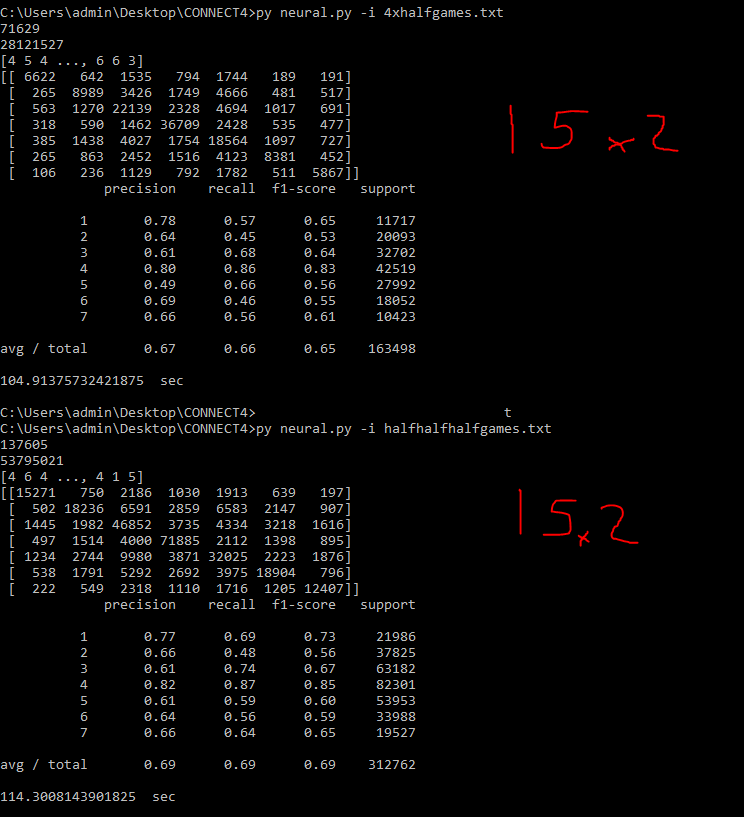 C:\Users\admin\Desktop\CONNECT4>py neural.py -i 4xhalfgames.txt
71629
28121527
[4 5 4 ..., 6 6 3]
[[ 6622   642  1535   794  1744   189   191]
 [  265  8989  3426  1749  4666   481   517]
 [  563  1270 22139  2328  4694  1017   691]
 [  318   590  1462 36709  2428   535   477]
 [  385  1438  4027  1754 18564  1097   727]
 [  265   863  2452  1516  4123  8381   452]
 [  106   236  1129   792  1782   511  5867]]
15x2
             precision    recall  f1-score   support
          1       0.78      0.57      0.65     11717
          2       0.64      0.45      0.53     20093
          3       0.61      0.68      0.64     32702
          4       0.80      0.86      0.83     42519
          5       0.49      0.66      0.56     27992
          6       0.69      0.46      0.55     18052
          7       0.66      0.56      0.61     10423
avg / total       0.67      0.66      0.65    163498
104.91375732421875  sec
C:\Users\admin\Desktop\CONNECT4>                               t
C:\Users\admin\Desktop\CONNECT4>py neural.py -i halfhalfhalfgames.txt
137605
53795021
[4 6 4 ..., 4 1 5]
[[15271   750  2186  1030  1913   639   197]
 [  502 18236  6591  2859  6583  2147   907]
 [ 1445  1982 46852  3735  4334  3218  1616]
 [  497  1514  4000 71885  2112  1398   895]
 [ 1234  2744  9980  3871 32025  2223  1876]
 [  538  1791  5292  2692  3975 18904   796]
 [  222   549  2318  1110  1716  1205 12407]]
15x2
             precision    recall  f1-score   support
          1       0.77      0.69      0.73     21986
          2       0.66      0.48      0.56     37825
          3       0.61      0.74      0.67     63182
          4       0.82      0.87      0.85     82301
          5       0.61      0.59      0.60     53953
          6       0.64      0.56      0.59     33988
          7       0.66      0.64      0.65     19527
avg / total       0.69      0.69      0.69    312762
114.3008143901825  sec